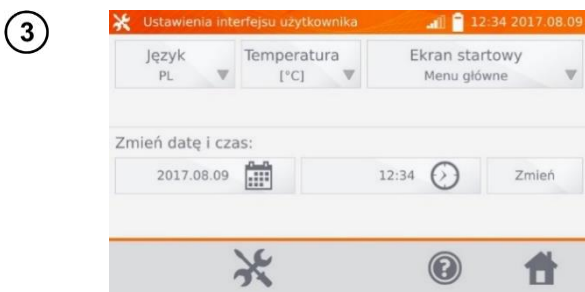 3
Ustawienia interfejsu użytkownika 12:34 2017.08.09
Język Temperatura Ekran startowy
PL [°C] Menu główne
Zmień datę i czas:
2017.08.09 12:34 Zmień
?